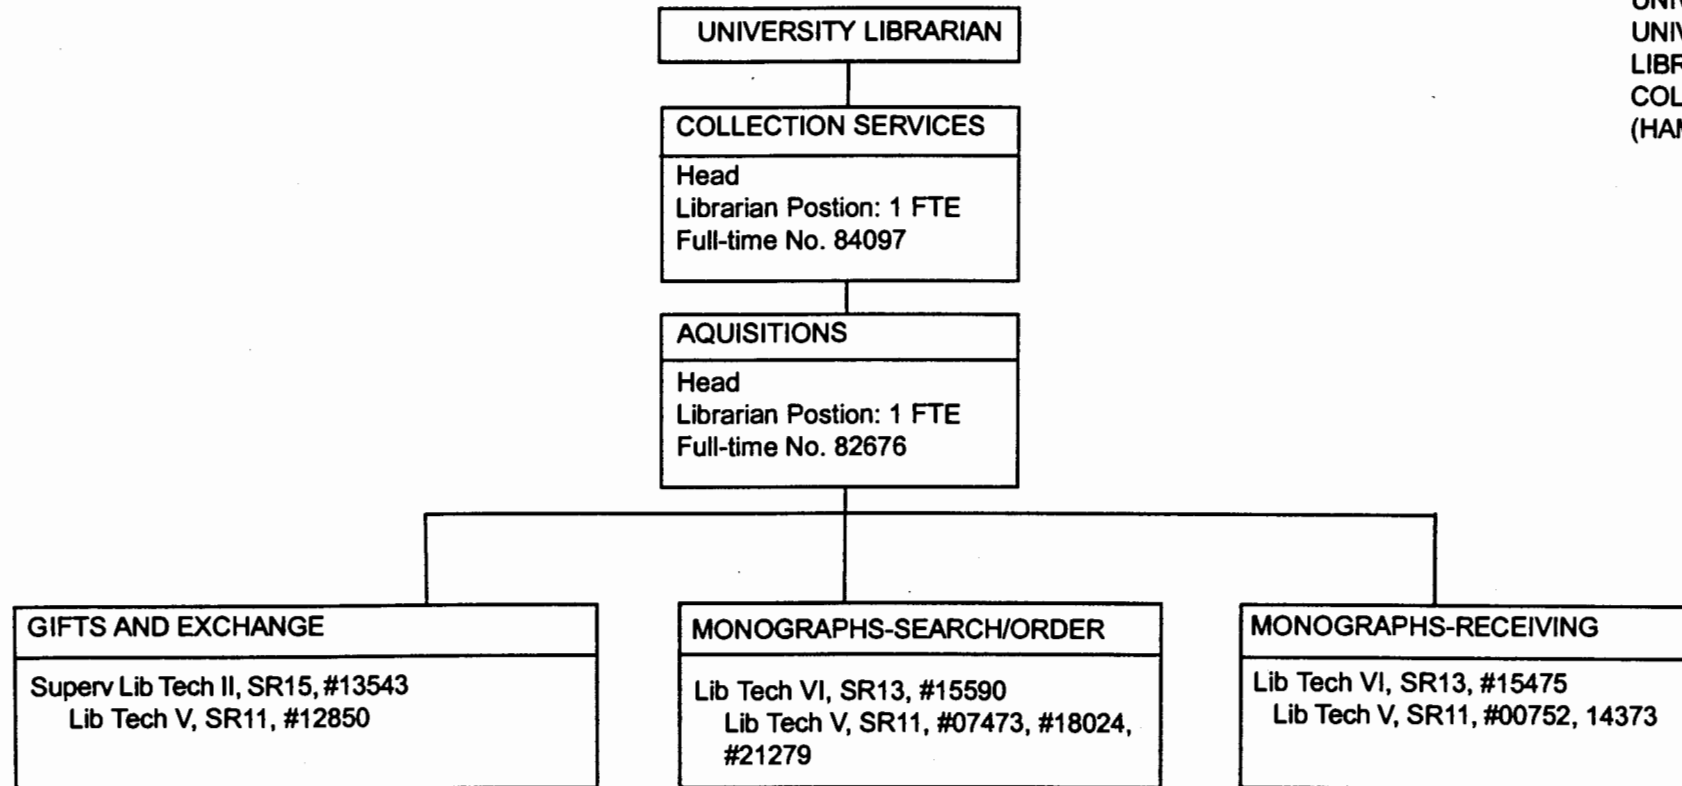 UNIVERSITY LIBRARIAN
COLLECTION SERVICES
Head
Librarian Postion: 1 FTE
Full-time No. 84097
AQUISITIONS
Head
Librarian Postion: 1 FTE
Full-time No. 82676
GIFTS AND EXCHANGE
Superv Lib Tech II, SR15, #13543
Lib Tech V, SR11, #12850
MONOGRAPHS-SEARCH/ORDER
Lib Tech VI, SR13, #15590
Lib Tech V, SR11, #07473, #18024,
#21279
MONOGRAPHS-RECEIVING
Lib Tech VI, SR13, #15475
Lib Tech V, SR11, #00752, 14373